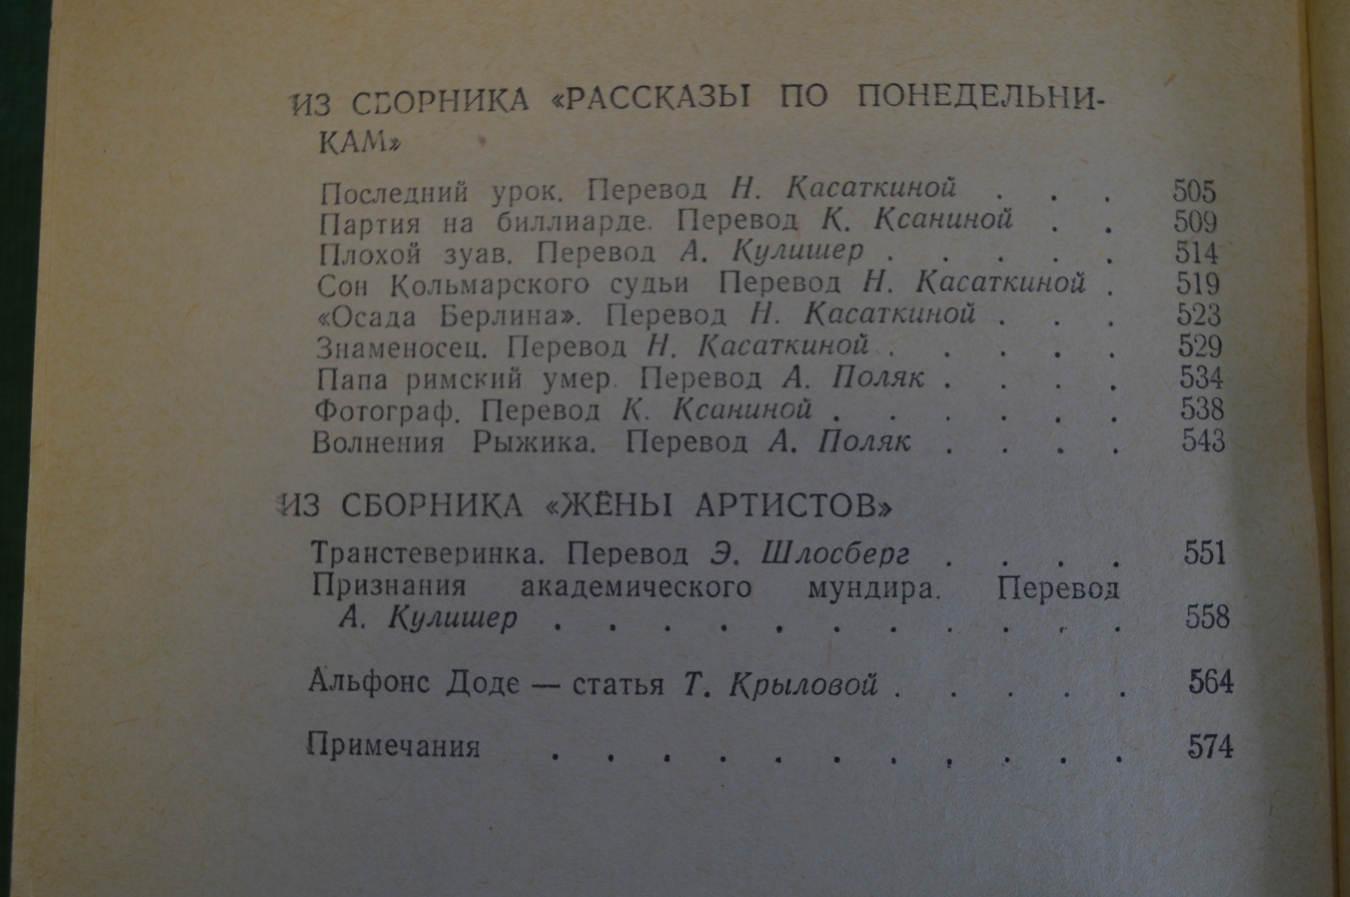 ИЗ СБОРНИКА «РАССКАЗЫ ПО ПОНЕДЕЛЬНИ-
КАМ»
Последний урок. Перевод Н. Касаткиной . . . 505
Партия на биллиарде. Перевод К. Ксаниной . . 509
Плохой зуав. Перевод А. Кулишер . . . . . 514
Сон Кольмарского судьи Перевод Н. Касаткиной . 519
«Осада Берлина». Перевод Н. Касаткиной . . . 523
Знаменосец. Перевод Н. Касаткиной . . . . . 529
Папа римский умер. Перевод А. Поляк . . . . 534
Фотограф. Перевод К. Ксаниной . . . . . . 538
Волнения Рыжика. Перевод А. Поляк . . . . 543
ИЗ СБОРНИКА «ЖЁНЫ АРТИСТОВ»
Транстеверинка. Перевод Э. Шлосберг . . . . 551
Признания академического мундира. Перевод
А. Кулишер . . . . . . . . . . . 558
Альфонс Доде — статья Т. Крыловой . . . . . 564
Примечания . . . . . . . . . . . 574